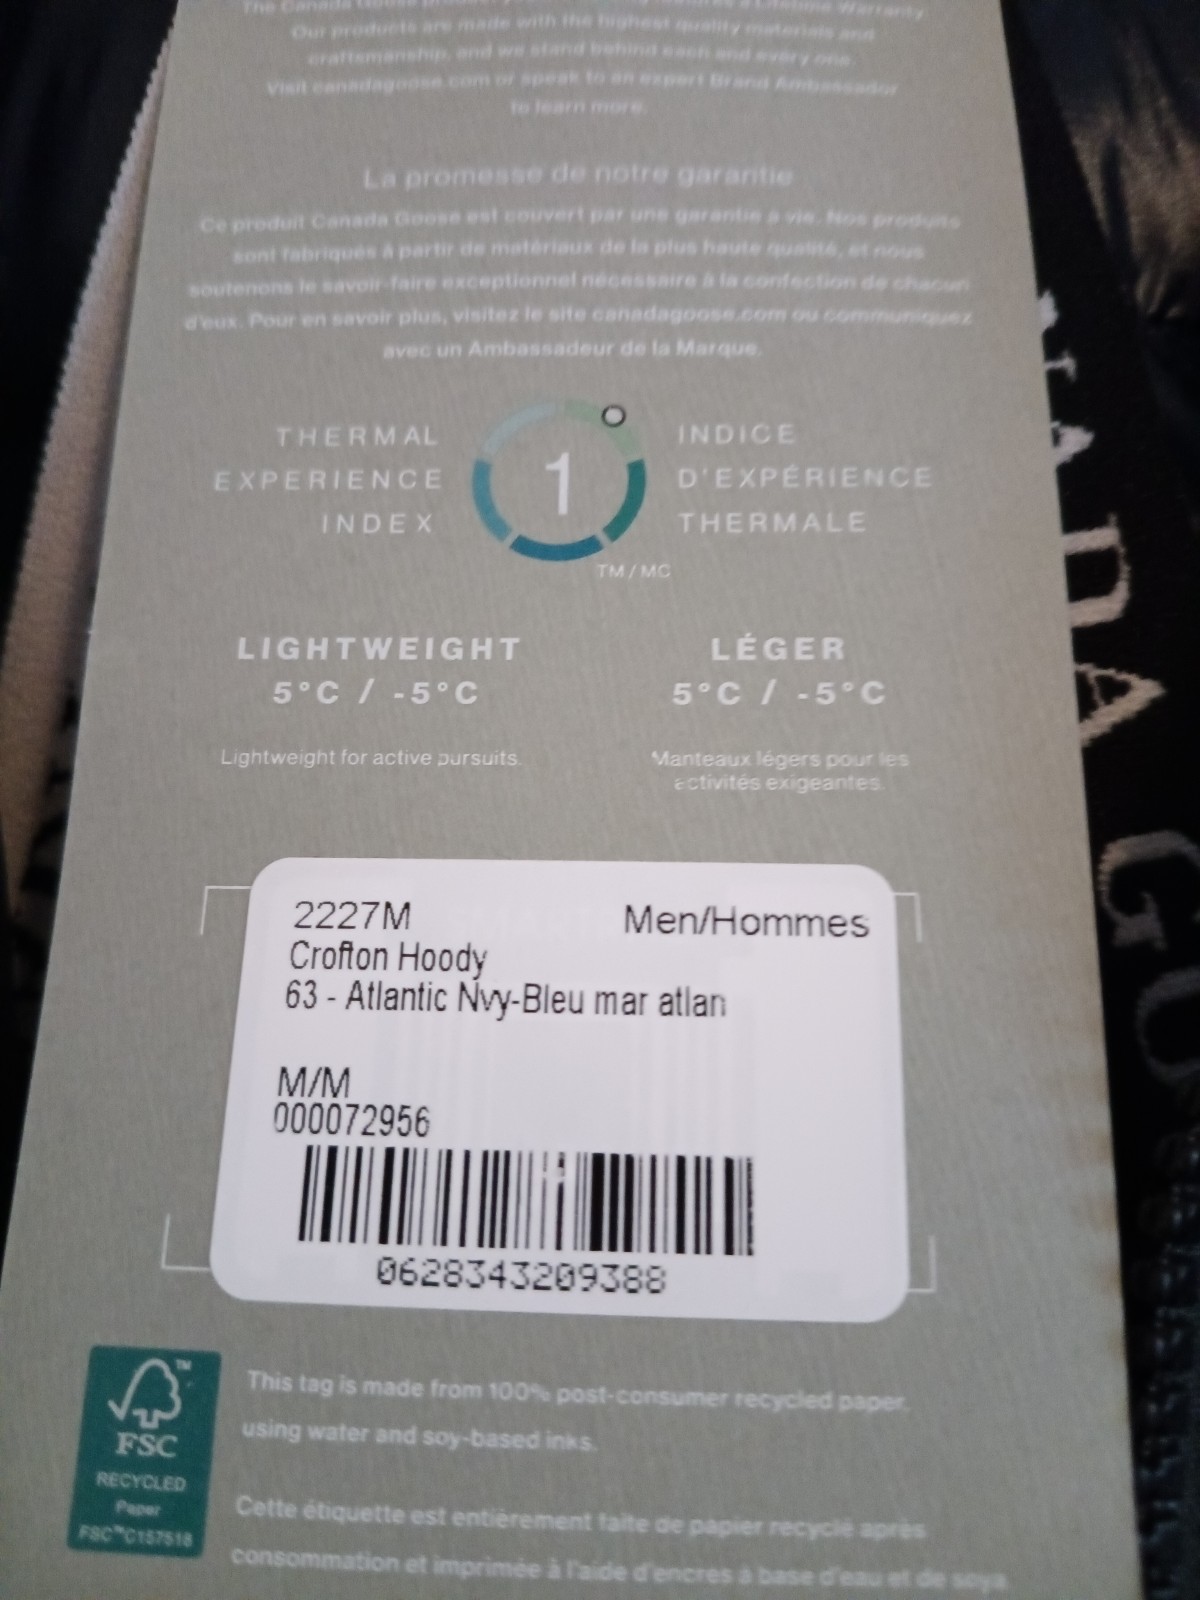 The Canada Goose
Lifetime Warranty
Our products are made with the highest quality materials and
craftsmanship, and we stand behind each and every one.
Visit canadagoose.com or speak to an expert Brand Ambassador
to learn more.
La promesse de notre garantie
Ce produit Canada Goose est couvert par une garantie à vie. Nos produits
sont fabriqués à partir de matériaux de la plus haute qualité, et nous
soutenons le savoir-faire exceptionnel nécessaire à la confection de chacun
d'eux. Pour en savoir plus, visitez le site canadagoose.com ou communiquez
avec un Ambassadeur de la Marque.
THERMAL
EXPERIENCE
INDEX
1
TM/MC
INDICE
D'EXPÉRIENCE
THERMALE
LIGHTWEIGHT
5°C / -5°C
Lightweight for active pursuits.
LÉGER
5°C / -5°C
Manteaux légers pour les
activités exigeantes.
2227M Men/Hommes
Crofton Hoody
63 - Atlantic Nvy-Bleu mar atlan
M/M
000072956
0628343209388
TM
FSC
RECYCLED
Paper
FSC™C157518
This tag is made from 100% post-consumer recycled paper,
using water and soy-based inks.
Cette étiquette est entièrement faite de papier recyclé après
consommation et imprimée à l'aide d'encres à base d'eau et de soya.
NADA GO